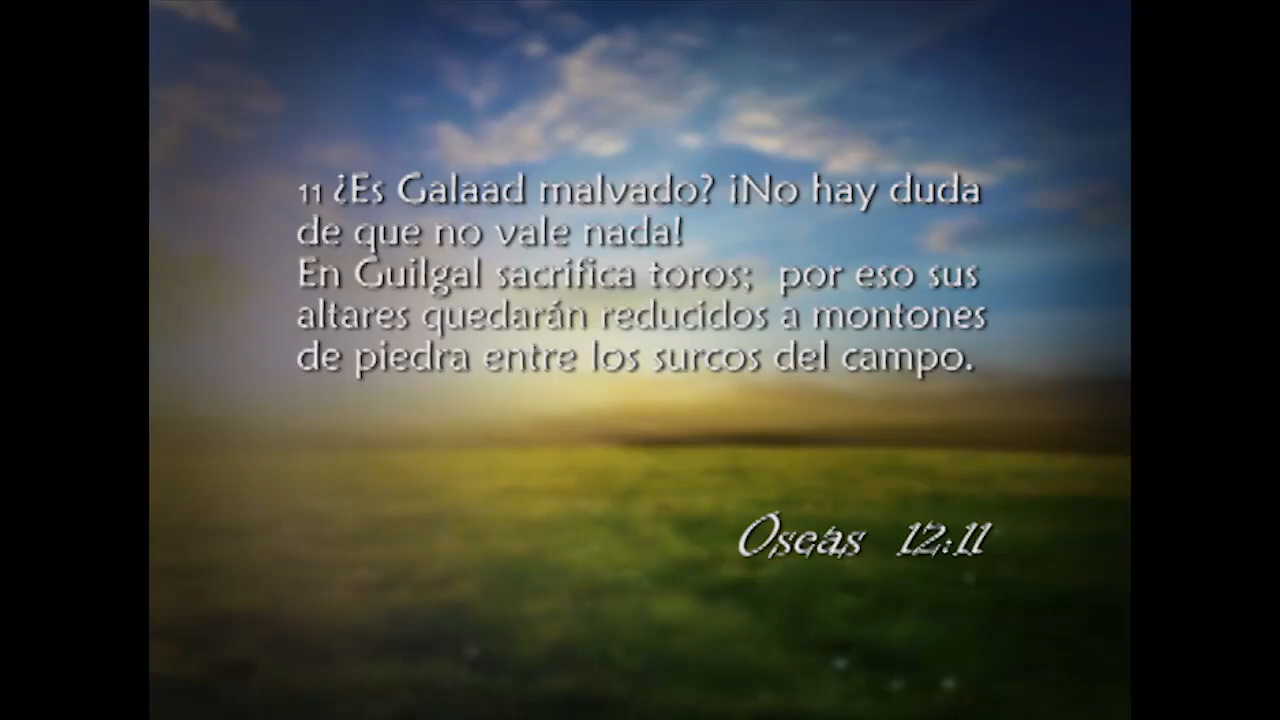 11 ¿Es Galaad malvado? ¡No hay duda
de que no vale nada!
En Guilgal sacrifica toros; por eso sus
altares quedarán reducidos a montones
de piedra entre los surcos del campo.
Oseas 12:11